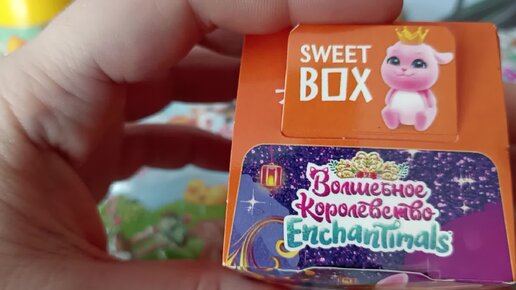 SWEET
BOX
Волшебное
Королевство
Enchantimals